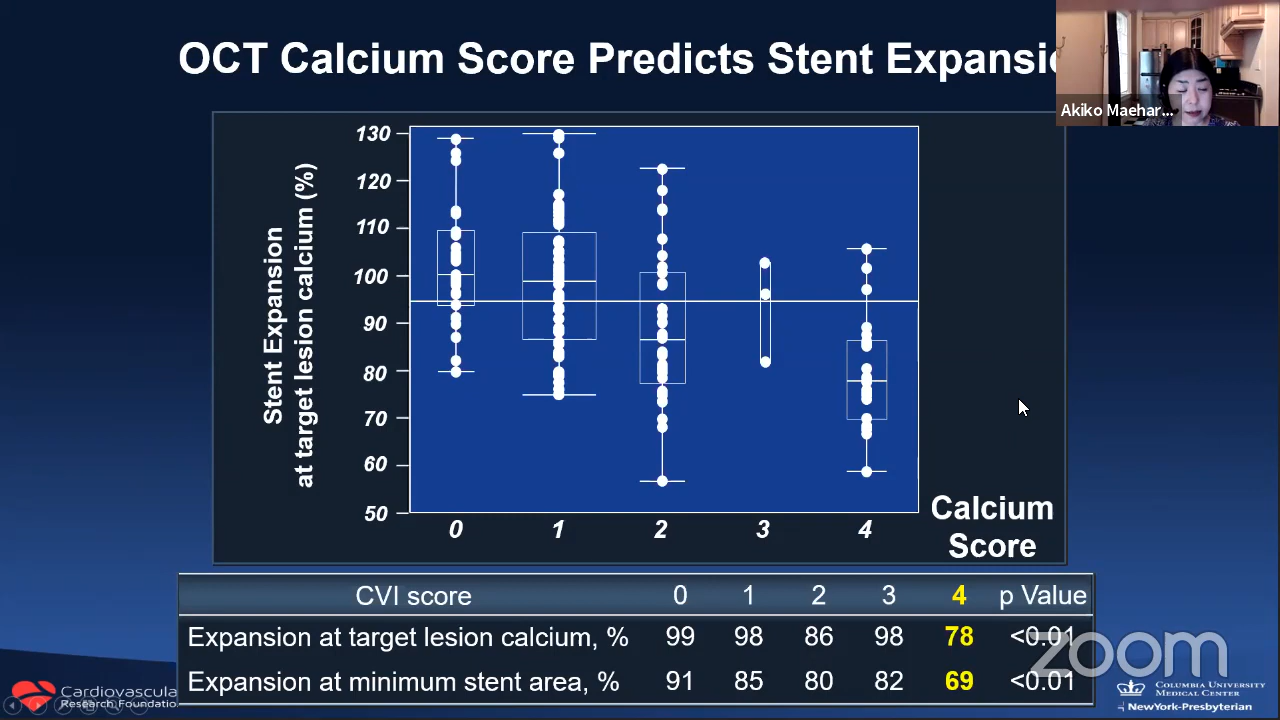 OCT Calcium Score Predicts Stent Expansio
Akiko Maehar...
Stent Expansion
at target lesion calcium (%)
130
120
110
100
90
80
70
60
50
0 1 2 3 4
Calcium
Score
CVI score 0 1 2 3 4 p Value
Expansion at target lesion calcium, % 99 98 86 98 78 <0.01
Expansion at minimum stent area, % 91 85 80 82 69 <0.01
zoom
Cardiovascula
Research Foundatio
COLUMBIA UNIVERSITY
MEDICAL CENTER
NewYork-Presbyterian